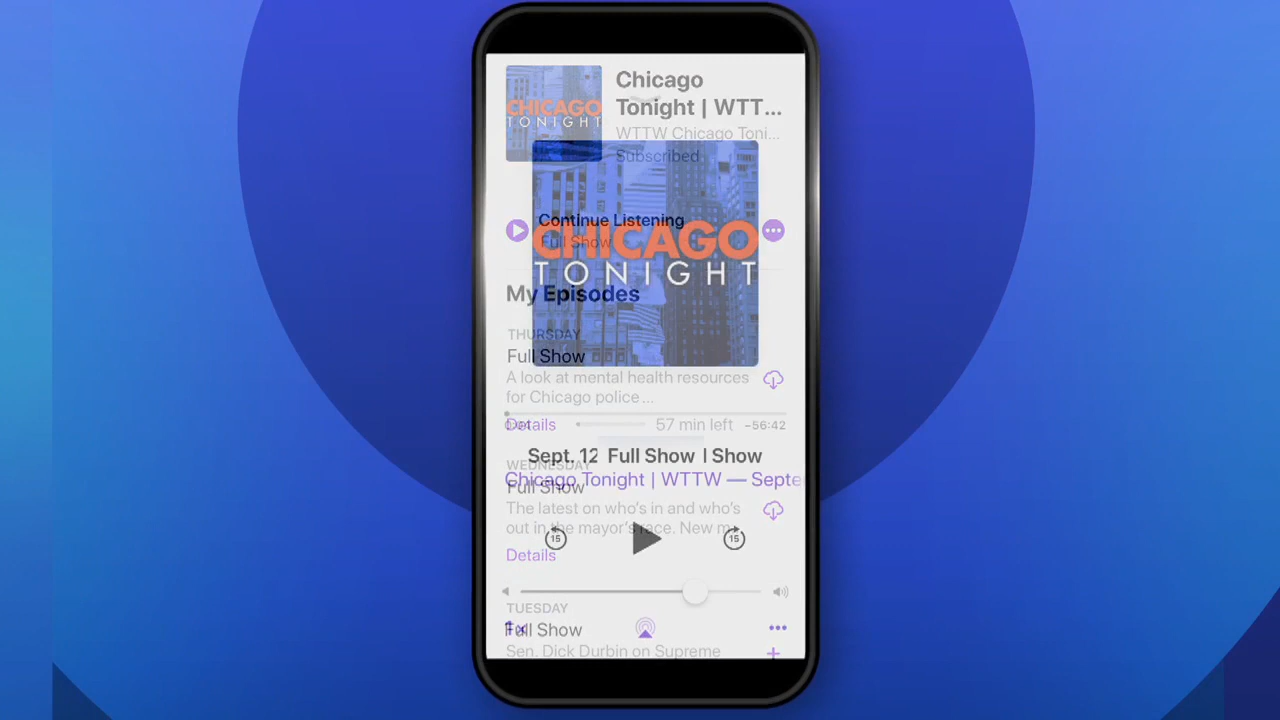 Chicago
Tonight | WTT...
WTTW Chicago Toni...
Subscribed
CHICAGO
TONIGHT
Continue Listening
Full Show
CHICAGO
TONIGHT
My Episodes
THURSDAY
Full Show
A look at mental health resources
for Chicago police ...
Details
57 min left
-56:42
Sept. 12 Full Show l Show
WEDNESDAY
Chicago Tonight | WTTW — Septe
Full Show
The latest on who's in and who's
out in the mayor's race. New m
15
15
Details
TUESDAY
Full Show
Sen. Dick Durbin on Supreme